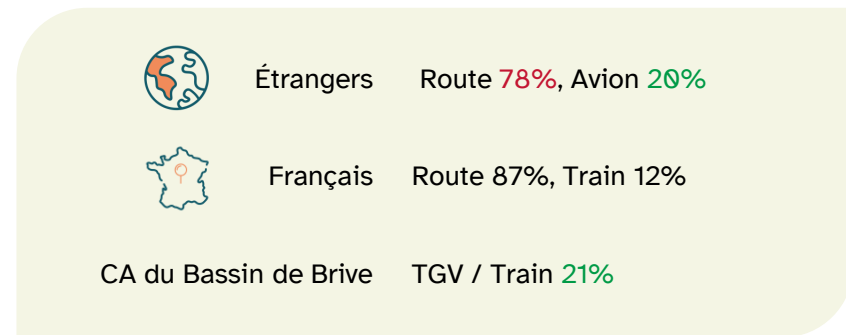 Étrangers Route 78%, Avion 20%
Français Route 87%, Train 12%
CA du Bassin de Brive TGV / Train 21%